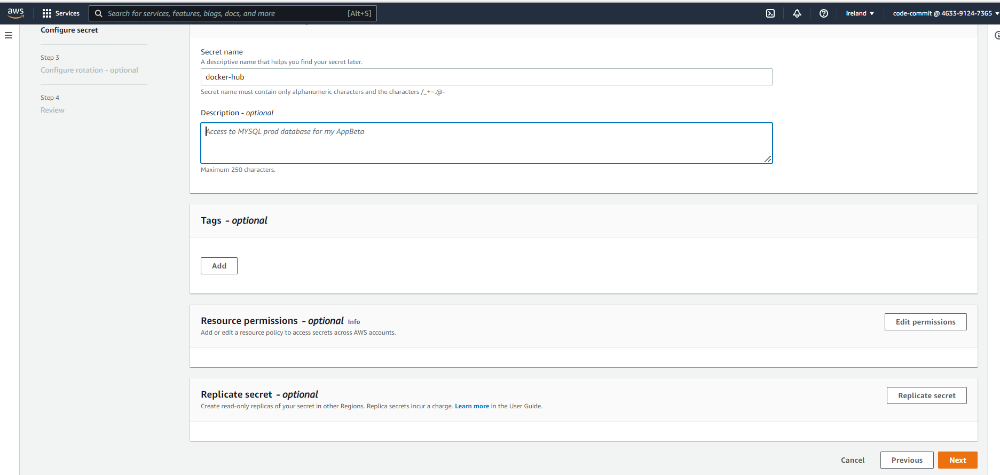 aws
Services
Search for services, features, blogs, docs, and more
[Alt+S]
Ireland
code-commit @ 4633-9124-7365
Configure secret
Step 3
Configure rotation - optional
Step 4
Review
Secret name
A descriptive name that helps you find your secret later.
docker-hub
Secret name must contain only alphanumeric characters and the characters /_+=.@-
Description - optional
Access to MYSQL prod database for my AppBeta
Maximum 250 characters.
Tags - optional
Add
Resource permissions - optional Info
Edit permissions
Add or edit a resource policy to access secrets across AWS accounts.
Replicate secret - optional
Replicate secret
Create read-only replicas of your secret in other Regions. Replica secrets incur a charge. Learn more in the User Guide.
Cancel
Previous
Next